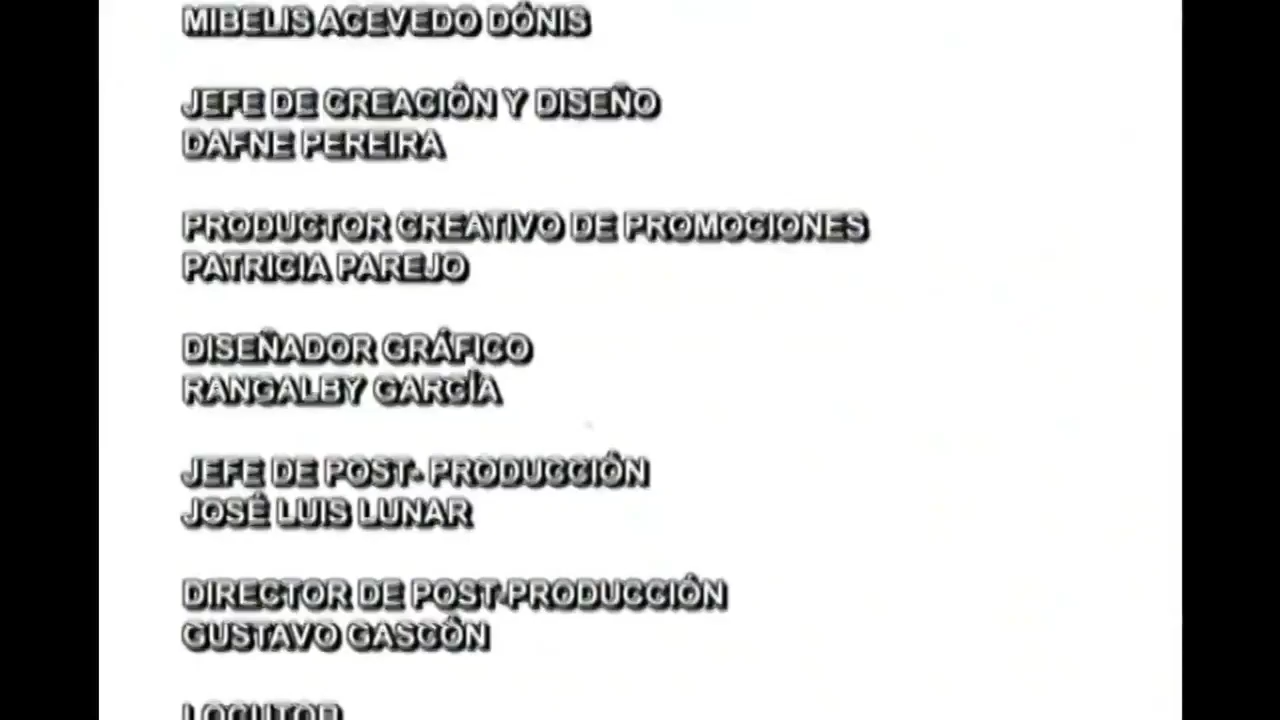 MIBELIS ACEVEDO DÓNIS
JEFE DE CREACIÓN Y DISEÑO
DAFNE PEREIRA
PRODUCTOR CREATIVO DE PROMOCIONES
PATRICIA PAREJO
DISEÑADOR GRÁFICO
RANGALBY GARCÍA
JEFE DE POST- PRODUCCIÓN
JOSÉ LUIS LUNAR
DIRECTOR DE POST-PRODUCCIÓN
GUSTAVO GASCÓN
LOCUTOR